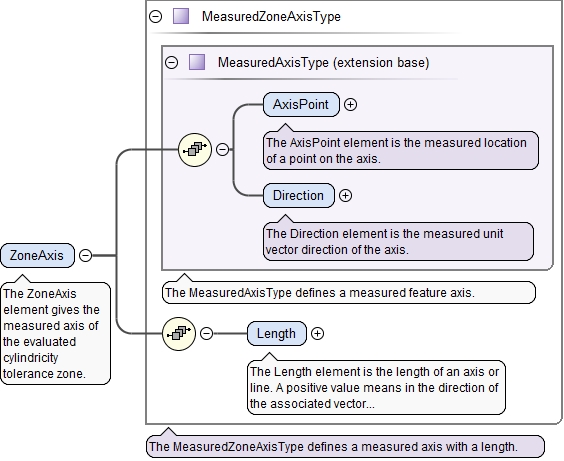 MeasuredZoneAxisType
MeasuredAxisType (extension base)
AxisPoint
The AxisPoint element is the measured location
of a point on the axis.
Direction
The Direction element is the measured unit
vector direction of the axis.
ZoneAxis
The ZoneAxis
element gives the
measured axis of
the evaluated
cylindricity
tolerance zone.
The MeasuredAxisType defines a measured feature axis.
Length
The Length element is the length of an axis or
line. A positive value means in the direction of
the associated vector...
The MeasuredZoneAxisType defines a measured axis with a length.